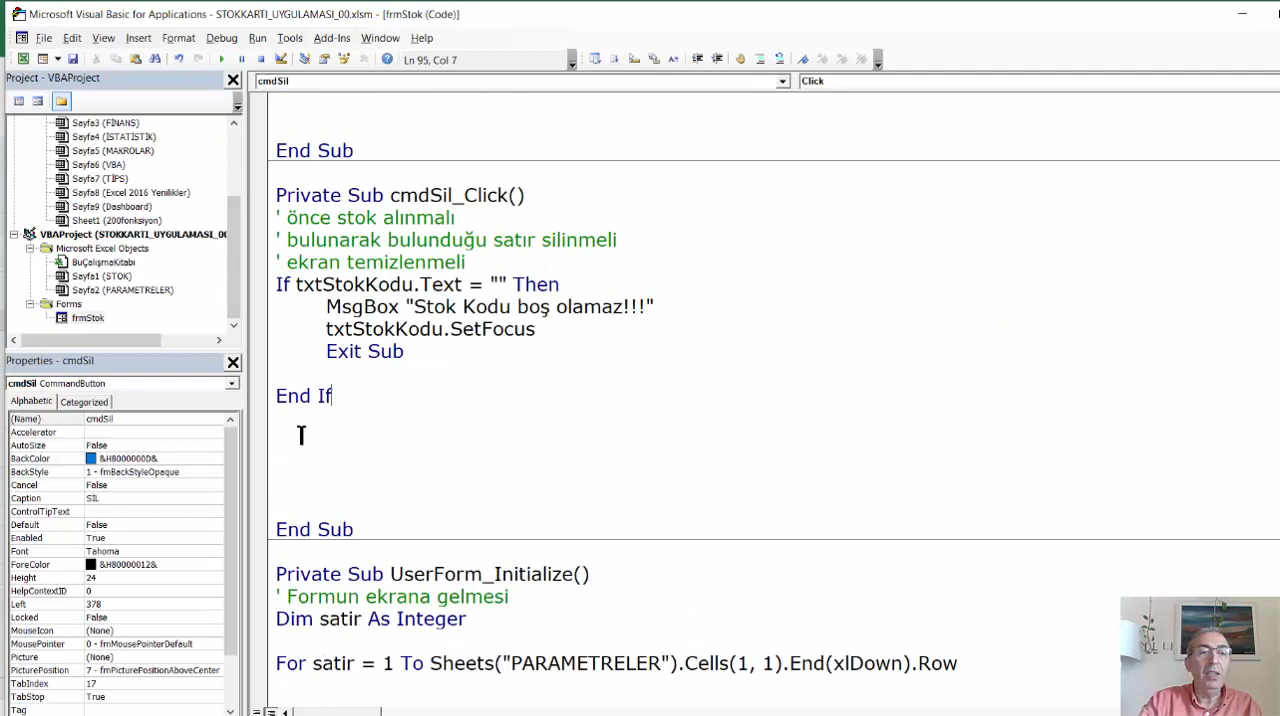 Microsoft Visual Basic for Applications - STOKKARTI_UYGULAMASI_00.xlsm - [frmStok (Code)]
File Edit View Insert Format Debug Run Tools Add-Ins Window Help
Ln 95, Col 7
Project - VBAProject
cmdSil
Click
Sayfa3 (FİNANS)
Sayfa4 (İSTATİSTİK)
Sayfa5 (MAKROLAR)
Sayfa6 (VBA)
Sayfa7 (TİPS)
Sayfa8 (Excel 2016 Yenilikler)
Sayfa9 (Dashboard)
Sheet1 (200fonksiyon)
VBAProject (STOKKARTI_UYGULAMASI_00
Microsoft Excel Objects
BuÇalışmaKitabı
Sayfa1 (STOK)
Sayfa2 (PARAMETRELER)
Forms
frmStok
Properties - cmdSil
cmdSil CommandButton
Alphabetic Categorized
(Name) cmdSil
Accelerator
AutoSize False
BackColor &H8000000D&
BackStyle 1 - fmBackStyleOpaque
Cancel False
Caption SIL
ControlTipText
Default False
Enabled True
Font Tahoma
ForeColor &H80000012&
Height 24
HelpContextID 0
Left 378
Locked False
MouseIcon (None)
MousePointer 0 - fmMousePointerDefault
Picture (None)
PicturePosition 7 - fmPicturePositionAboveCenter
TabIndex 17
TabStop True
Tag
End Sub
Private Sub cmdSil_Click()
' önce stok alınmalı
' bulunarak bulunduğu satır silinmeli
' ekran temizlenmeli
If txtStokKodu.Text = "" Then
MsgBox "Stok Kodu boş olamaz!!!"
txtStokKodu.SetFocus
Exit Sub
End If
End Sub
Private Sub UserForm_Initialize()
' Formun ekrana gelmesi
Dim satir As Integer
For satir = 1 To Sheets("PARAMETRELER").Cells(1, 1).End(xlDown).Row